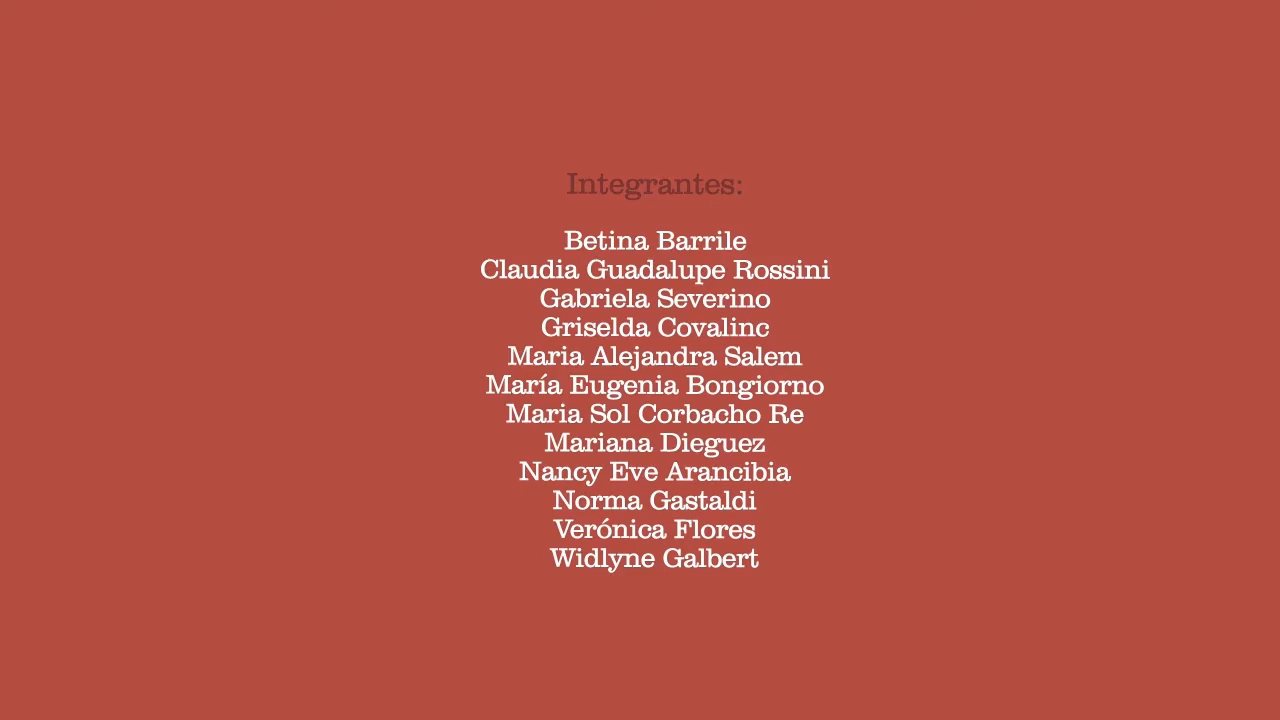 Integrantes:
Betina Barrile
Claudia Guadalupe Rossini
Gabriela Severino
Griselda Covalinc
Maria Alejandra Salem
María Eugenia Bongiorno
Maria Sol Corbacho Re
Mariana Dieguez
Nancy Eve Arancibia
Norma Gastaldi
Verónica Flores
Widlyne Galbert